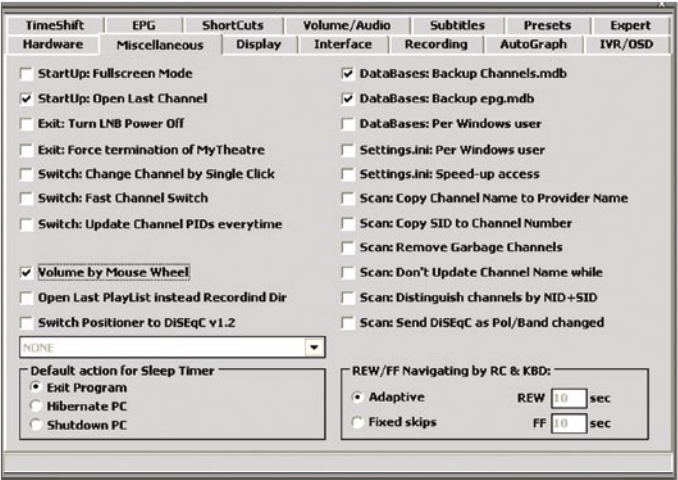 TimeShift EPG ShortCuts Volume/Audio Subtitles Presets Expert
Hardware Miscellaneous Display Interface Recording AutoGraph IVR/OSD
StartUp: Fullscreen Mode
StartUp: Open Last Channel
Exit: Turn LNB Power Off
Exit: Force termination of MyTheatre
Switch: Change Channel by Single Click
Switch: Fast Channel Switch
Switch: Update Channel PIDs everytime
Volume by Mouse Wheel
Open Last PlayList instead Recordind Dir
Switch Positioner to DiSEqC v1.2
NONE
Default action for Sleep Timer
Exit Program
Hibernate PC
Shutdown PC
DataBases: Backup Channels.mdb
DataBases: Backup epg.mdb
DataBases: Per Windows user
Settings.ini: Per Windows user
Settings.ini: Speed-up access
Scan: Copy Channel Name to Provider Name
Scan: Copy SID to Channel Number
Scan: Remove Garbage Channels
Scan: Don't Update Channel Name while
Scan: Distinguish channels by NID+SID
Scan: Send DiSEqC as Pol/Band changed
REW/FF Navigating by RC & KBD:
Adaptive REW 10 sec
Fixed skips FF 10 sec